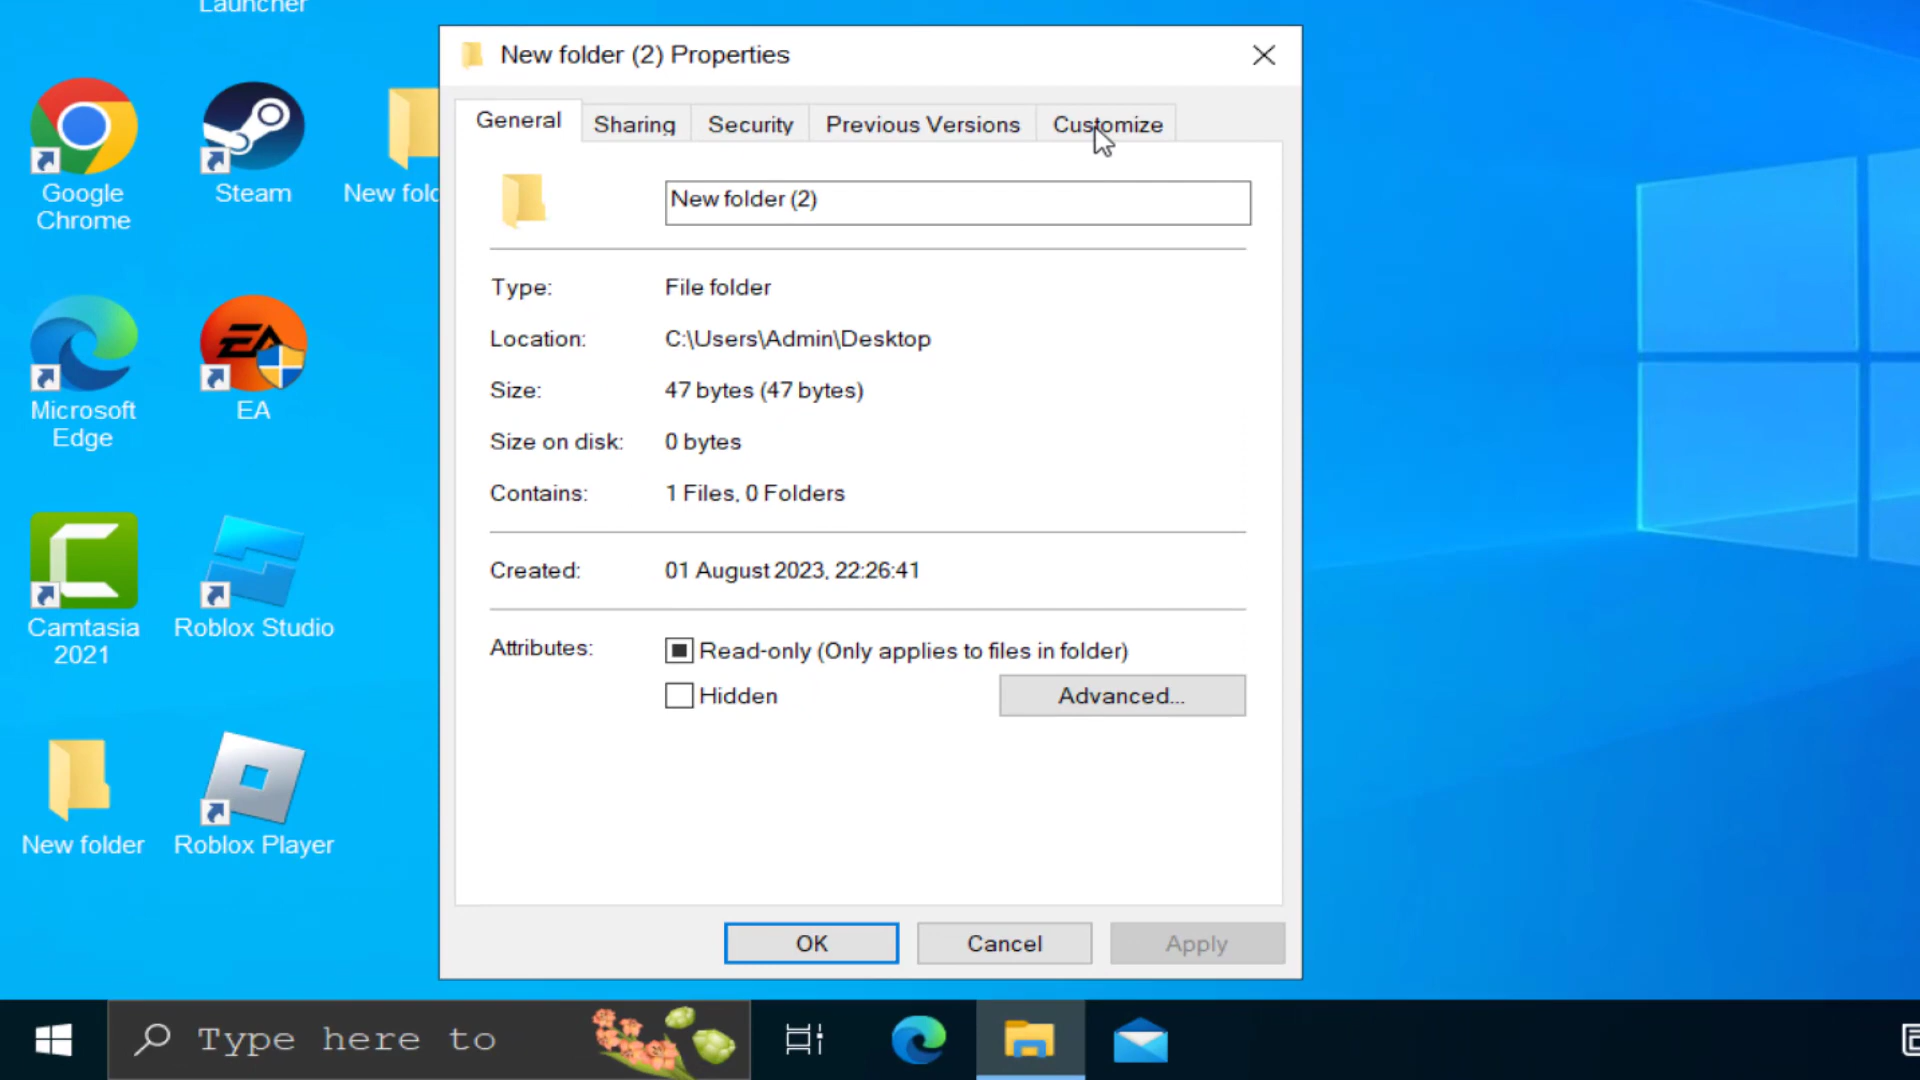 Launcher
Google
Chrome
Steam
New fold
Microsoft
Edge
EA
EA
Camtasia
2021
Roblox Studio
New folder
Roblox Player
New folder (2) Properties
General
Sharing
Security
Previous Versions
Customize
New folder (2)
Type: File folder
Location: C:\Users\Admin\Desktop
Size: 47 bytes (47 bytes)
Size on disk: 0 bytes
Contains: 1 Files, 0 Folders
Created: 01 August 2023, 22:26:41
Attributes: Read-only (Only applies to files in folder)
Hidden
Advanced...
OK
Cancel
Apply
Type here to